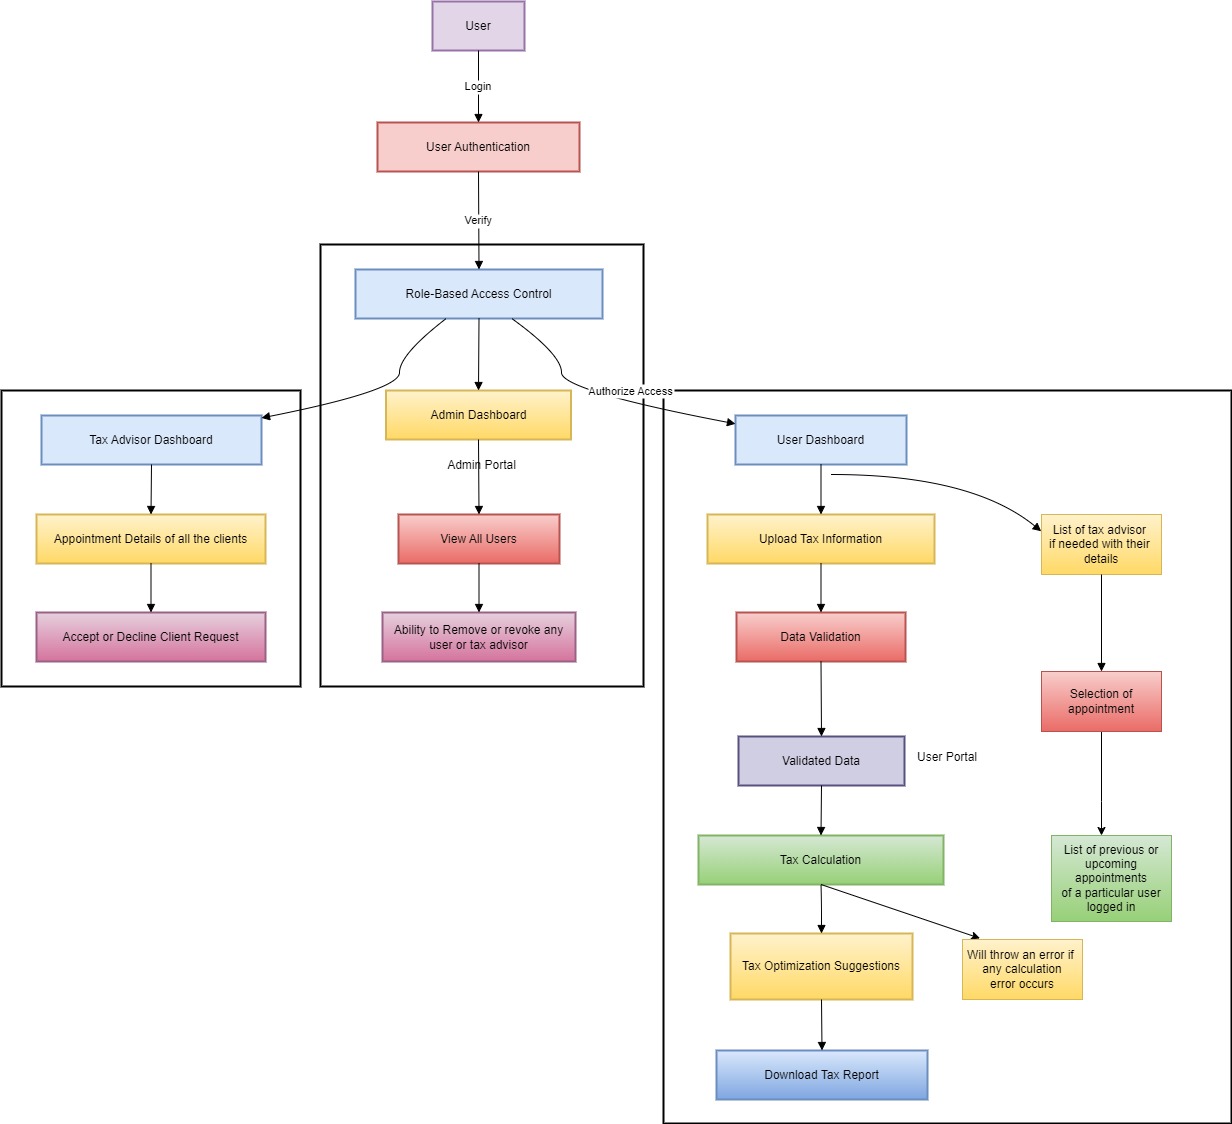 User
Login
User Authentication
Verify
Role-Based Access Control
Authorize Access
Tax Advisor Dashboard
Appointment Details of all the clients
Accept or Decline Client Request
Admin Dashboard
Admin Portal
View All Users
Ability to Remove or revoke any
user or tax advisor
User Dashboard
Upload Tax Information
Data Validation
Validated Data
User Portal
Tax Calculation
Tax Optimization Suggestions
Download Tax Report
Will throw an error if
any calculation
error occurs
List of tax advisor
if needed with their
details
Selection of
appointment
List of previous or
upcoming
appointments
of a particular user
logged in